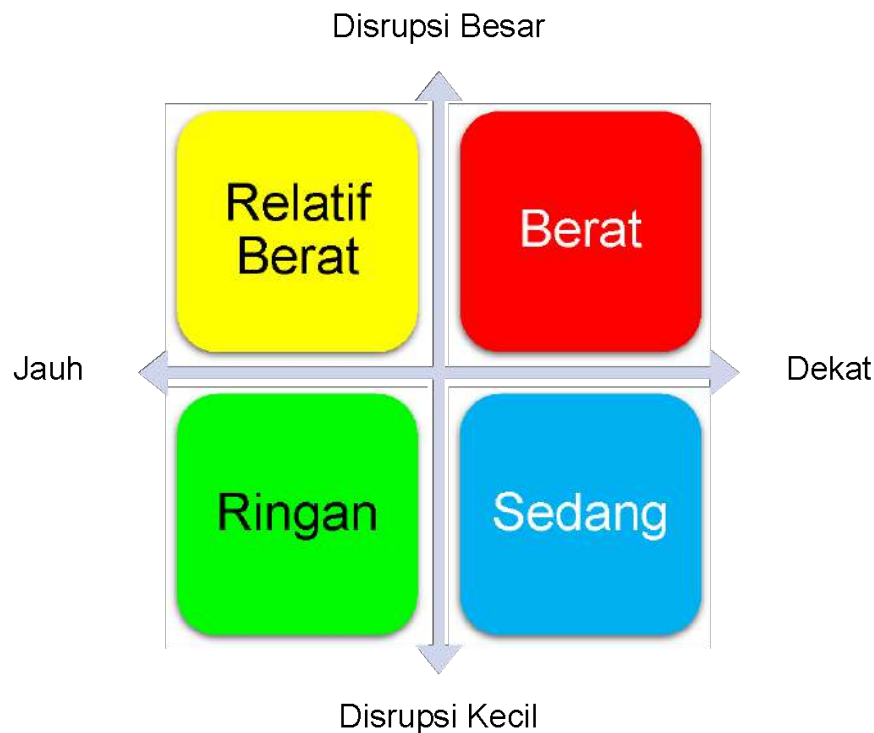 Disrupsi Besar
Relatif
Berat
Berat
Jauh
Dekat
Ringan
Sedang
Disrupsi Kecil